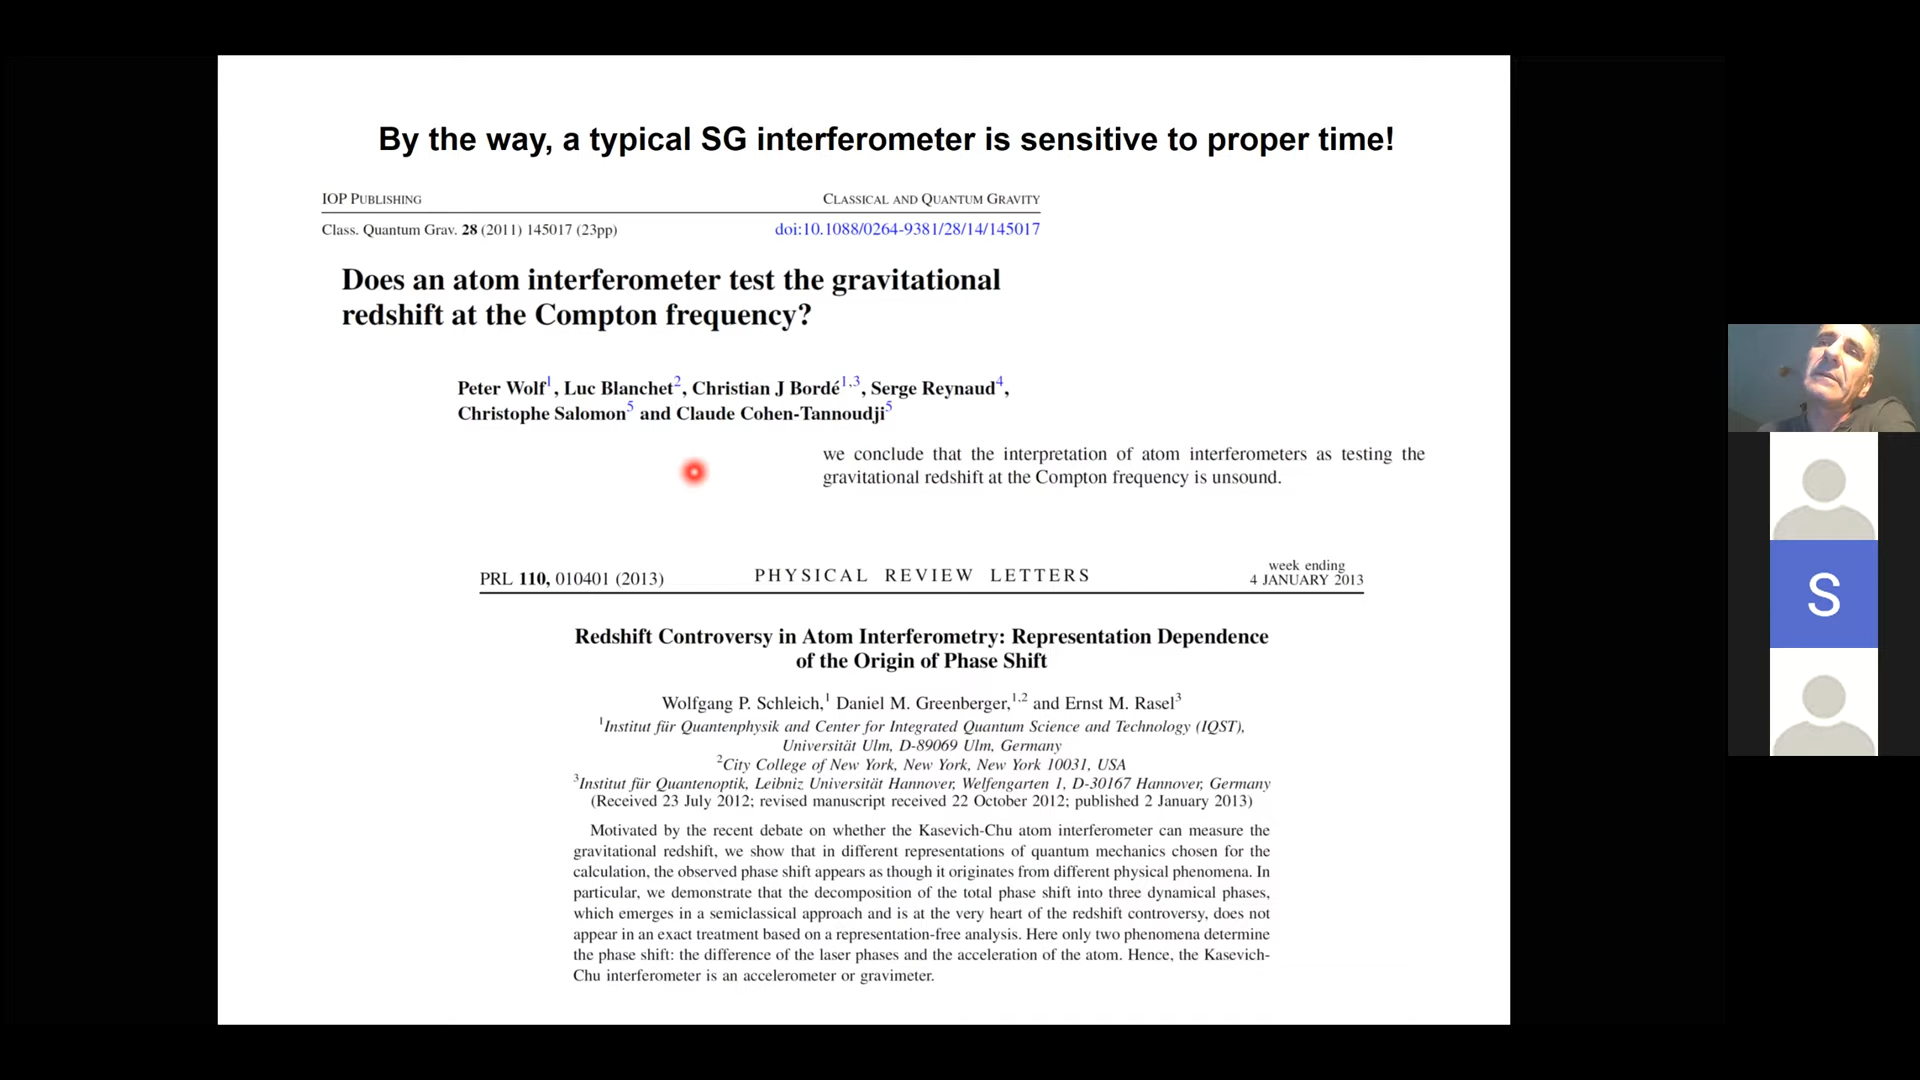 By the way, a typical SG interferometer is sensitive to proper time!
IOP Publishing
Classical and Quantum Gravity
Class. Quantum Grav. 28 (2011) 145017 (23pp)
doi:10.1088/0264-9381/28/14/145017
Does an atom interferometer test the gravitational
redshift at the Compton frequency?
Peter Wolf1, Luc Blanchet2, Christian J Bordé1,3, Serge Reynaud4,
Christophe Salomon5 and Claude Cohen-Tannoudji5
we conclude that the interpretation of atom interferometers as testing the
gravitational redshift at the Compton frequency is unsound.
PRL 110, 010401 (2013)
PHYSICAL REVIEW LETTERS
week ending
4 JANUARY 2013
Redshift Controversy in Atom Interferometry: Representation Dependence
of the Origin of Phase Shift
Wolfgang P. Schleich,1 Daniel M. Greenberger,1,2 and Ernst M. Rasel3
1Institut für Quantenphysik and Center for Integrated Quantum Science and Technology (IQST),
Universität Ulm, D-89069 Ulm, Germany
2City College of New York, New York, New York 10031, USA
3Institut für Quantenoptik, Leibniz Universität Hannover, Welfengarten 1, D-30167 Hannover, Germany
(Received 23 July 2012; revised manuscript received 22 October 2012; published 2 January 2013)
Motivated by the recent debate on whether the Kasevich-Chu atom interferometer can measure the
gravitational redshift, we show that in different representations of quantum mechanics chosen for the
calculation, the observed phase shift appears as though it originates from different physical phenomena. In
particular, we demonstrate that the decomposition of the total phase shift into three dynamical phases,
which emerges in a semiclassical approach and is at the very heart of the redshift controversy, does not
appear in an exact treatment based on a representation-free analysis. Here only two phenomena determine
the phase shift: the difference of the laser phases and the acceleration of the atom. Hence, the Kasevich-
Chu interferometer is an accelerometer or gravimeter.
S